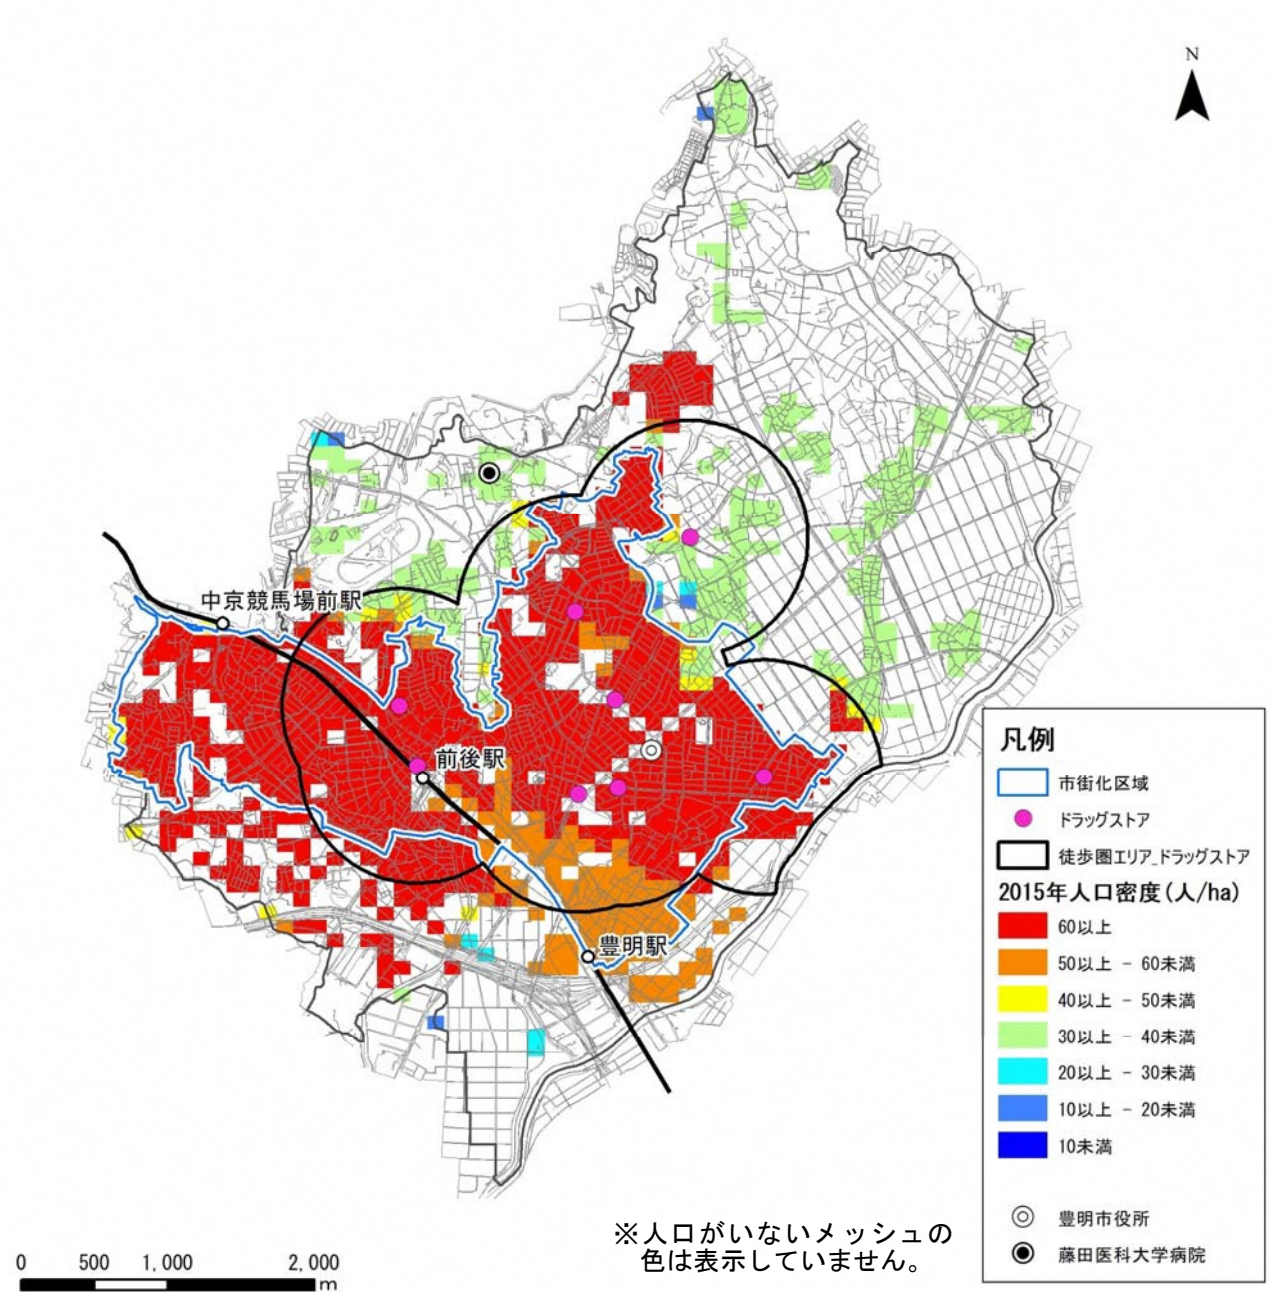 N
中京競馬場前駅
前後駅
豊明駅
凡例
市街化区域
ドラッグストア
徒歩圏エリア_ドラッグストア
2015年人口密度(人/ha)
60以上
50以上 － 60未満
40以上 － 50未満
30以上 － 40未満
20以上 － 30未満
10以上 － 20未満
10未満
豊明市役所
藤田医科大学病院
※人口がいないメッシュの
色は表示していません。
0 500 1,000 2,000
m